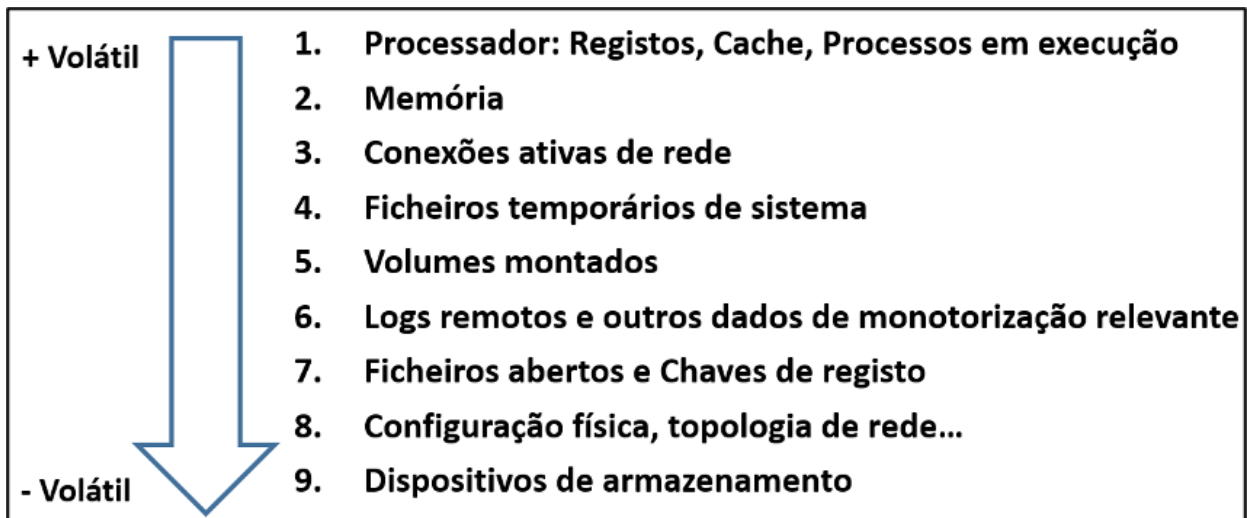 + Volátil
1. Processador: Registos, Cache, Processos em execução
2. Memória
3. Conexões ativas de rede
4. Ficheiros temporários de sistema
5. Volumes montados
6. Logs remotos e outros dados de monotorização relevante
7. Ficheiros abertos e Chaves de registo
8. Configuração física, topologia de rede…
9. Dispositivos de armazenamento
- Volátil